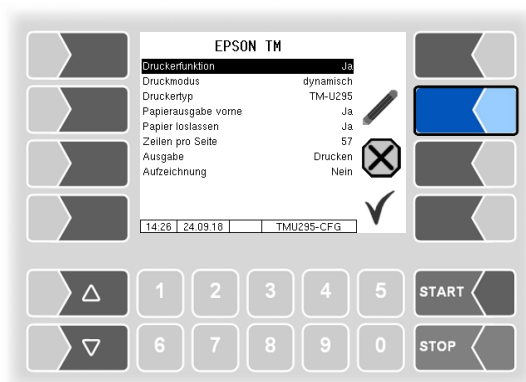 EPSON TM
Druckerfunktion Ja
Druckmodus dynamisch
Druckertyp TM-U295
Papierausgabe vorne Ja
Papier loslassen Ja
Zeilen pro Seite 57
Ausgabe Drucken
Aufzeichnung Nein
14:26 24.09.18 TMU295-CFG
1 2 3 4 5 START
6 7 8 9 0 STOP